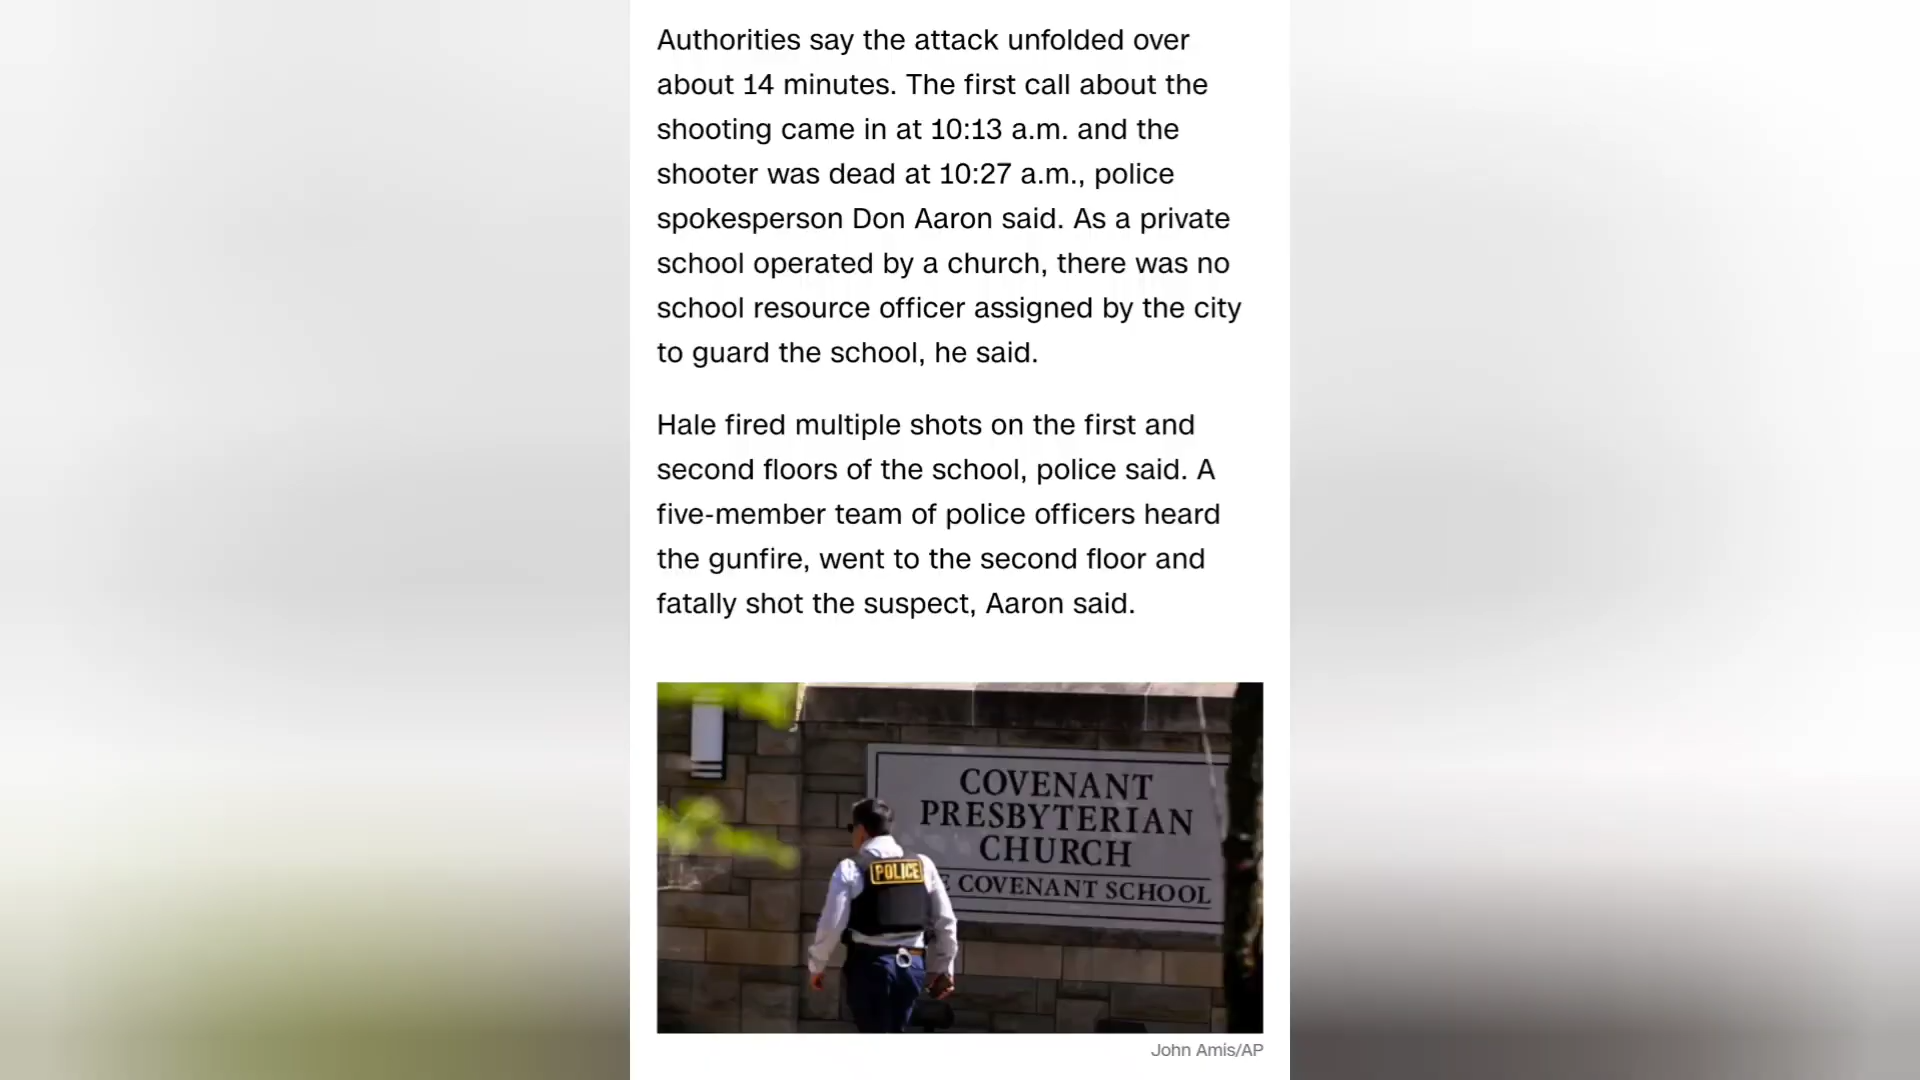 Authorities say the attack unfolded over
about 14 minutes. The first call about the
shooting came in at 10:13 a.m. and the
shooter was dead at 10:27 a.m., police
spokesperson Don Aaron said. As a private
school operated by a church, there was no
school resource officer assigned by the city
to guard the school, he said.
Hale fired multiple shots on the first and
second floors of the school, police said. A
five-member team of police officers heard
the gunfire, went to the second floor and
fatally shot the suspect, Aaron said.
COVENANT
PRESBYTERIAN
CHURCH
COVENANT SCHOOL
POLICE
John Amis/AP